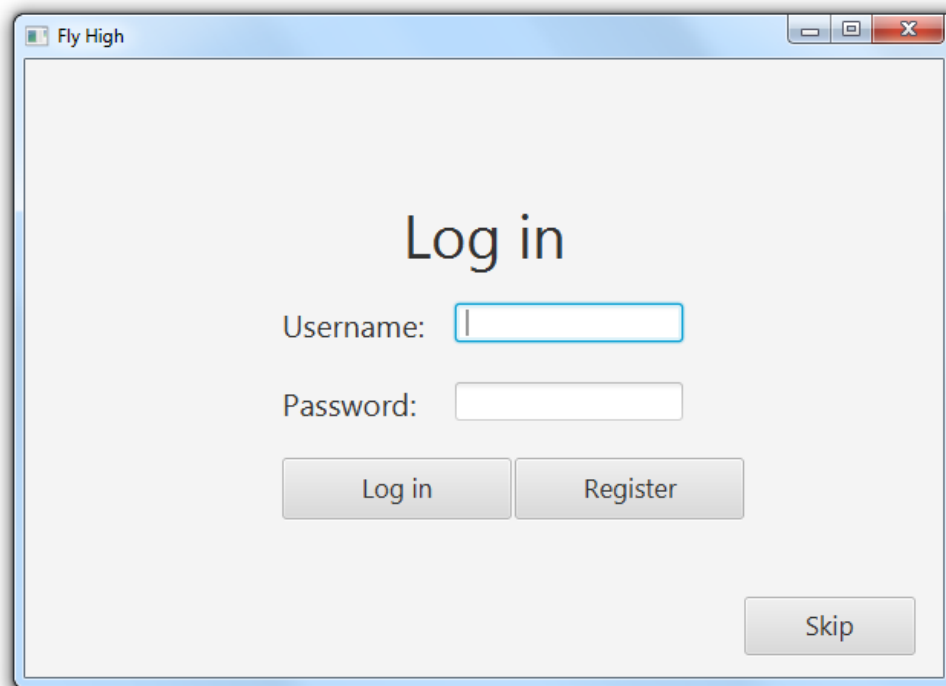 Fly High
Log in
Username:
Password:
Log in Register
Skip